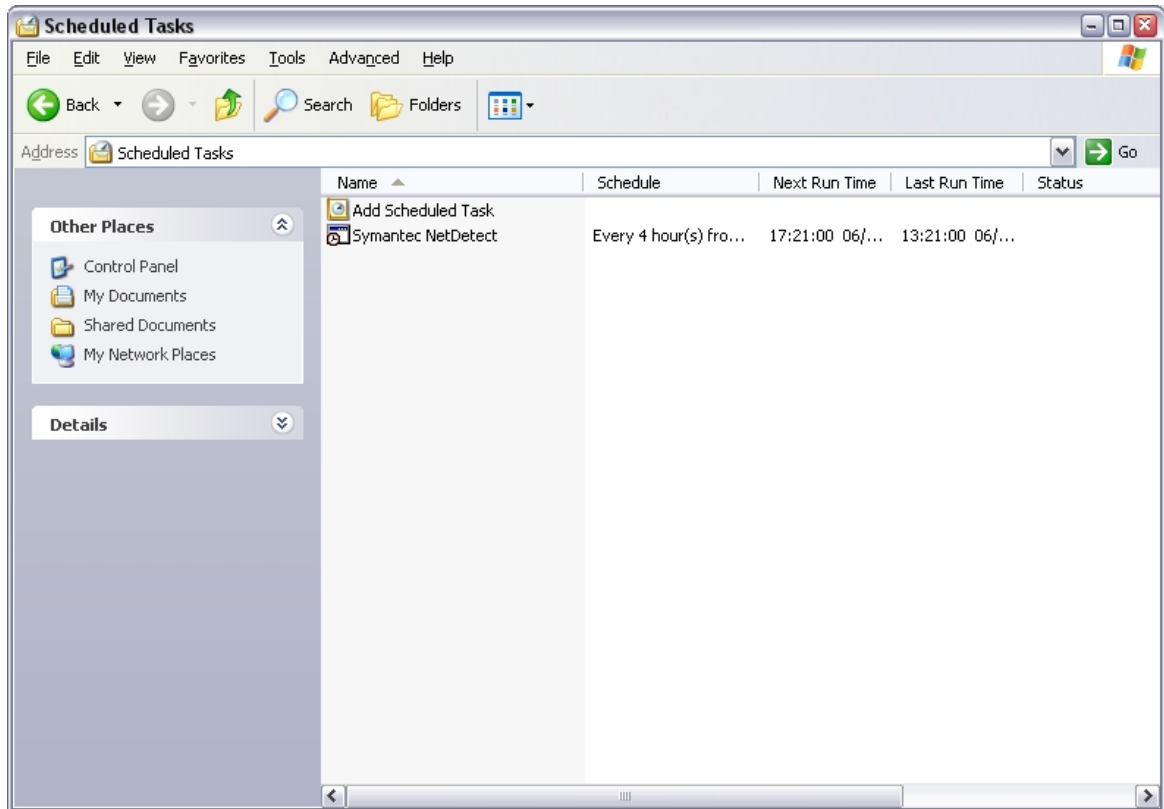 Scheduled Tasks
File Edit View Favorites Tools Advanced Help
Back Search Folders
Address Scheduled Tasks Go
Name Schedule Next Run Time Last Run Time Status
Other Places
Control Panel
My Documents
Shared Documents
My Network Places
Details
Add Scheduled Task
Symantec NetDetect Every 4 hour(s) fro... 17:21:00 06/... 13:21:00 06/...